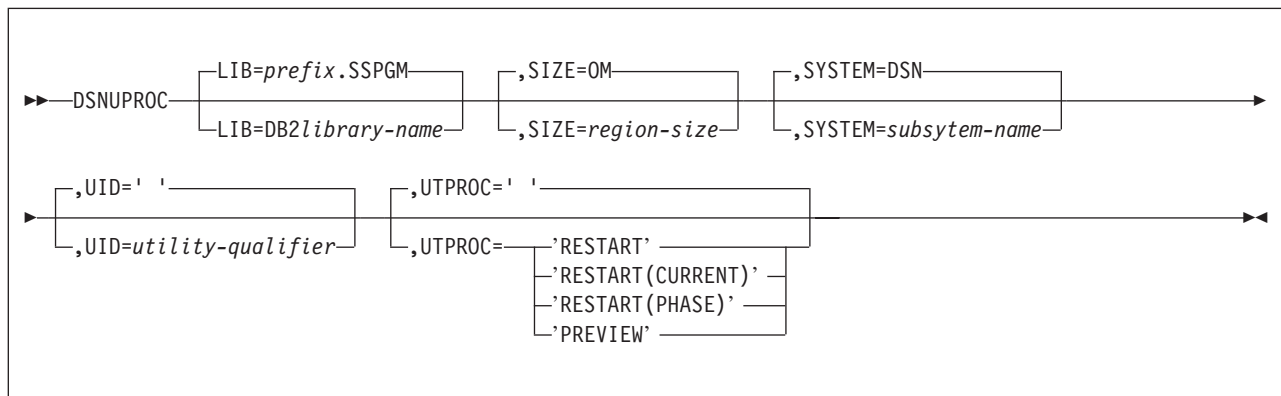 LIB=prefix.SSPGM ,SIZE=OM ,SYSTEM=DSN
DSNUPROC
LIB=DB2library-name ,SIZE=region-size ,SYSTEM=subsytem-name
,UID=' ' ,UTPROC=' '
,UID=utility-qualifier ,UTPROC= 'RESTART'
'RESTART(CURRENT)'
'RESTART(PHASE)'
'PREVIEW'